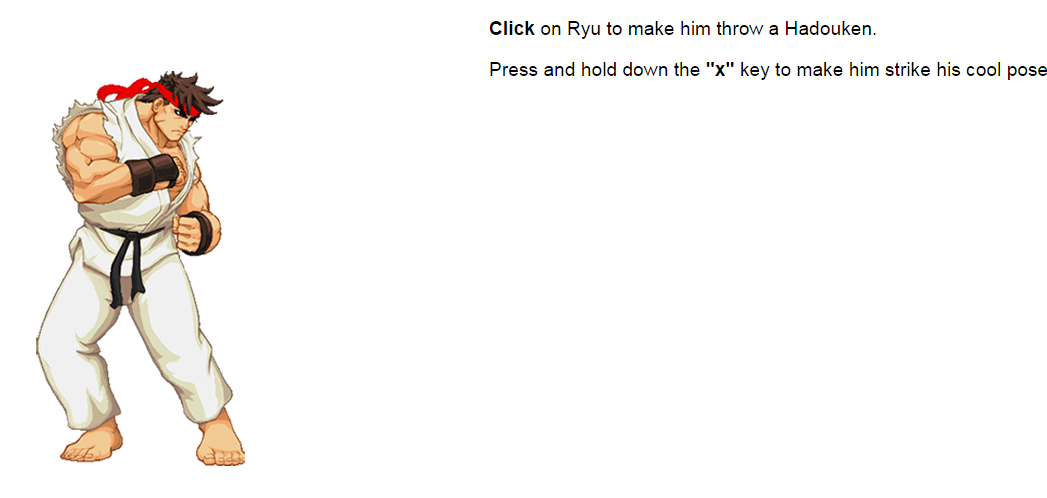 Click on Ryu to make him throw a Hadouken.
Press and hold down the "x" key to make him strike his cool pose